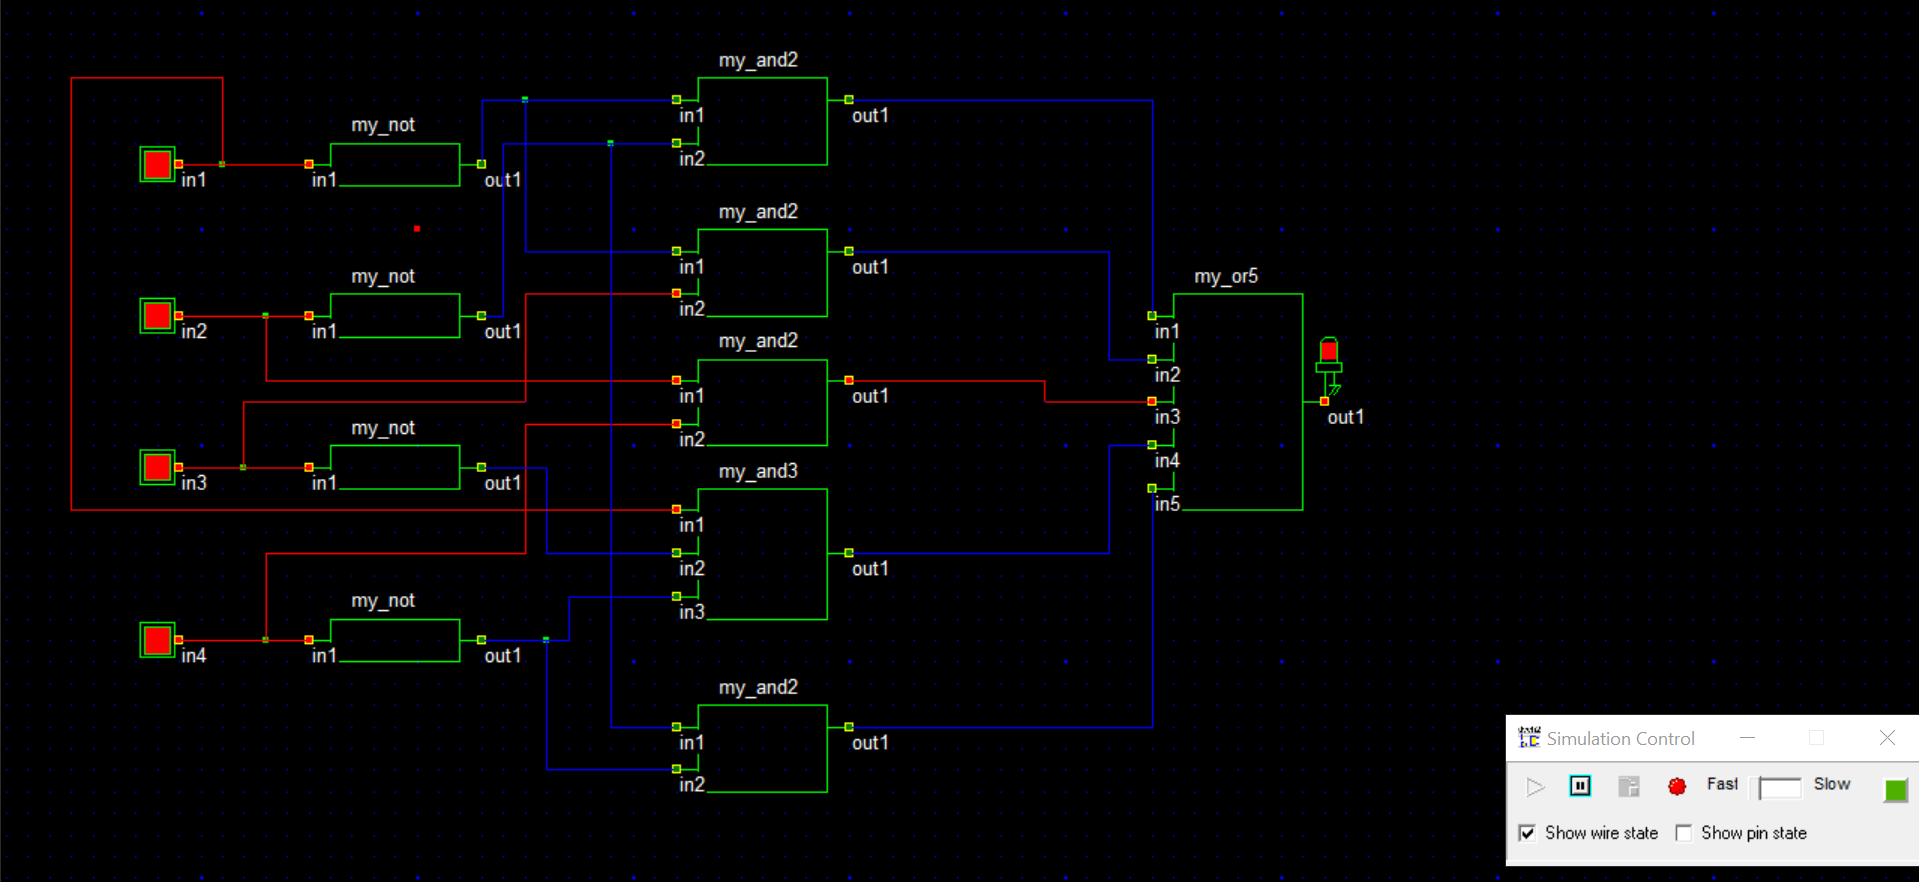 my_and2
in1
out1
in2
my_not
in1
in1
out1
my_and2
in1
out1
in2
my_not
in2
in1
out1
my_and2
in1
out1
in2
my_or5
in1
in2
in3
in4
in5
out1
my_not
in3
in1
out1
my_and3
in1
in2
out1
in3
my_not
in4
in1
out1
my_and2
in1
out1
in2
Simulation Control
Fast
Slow
Show wire state
Show pin state